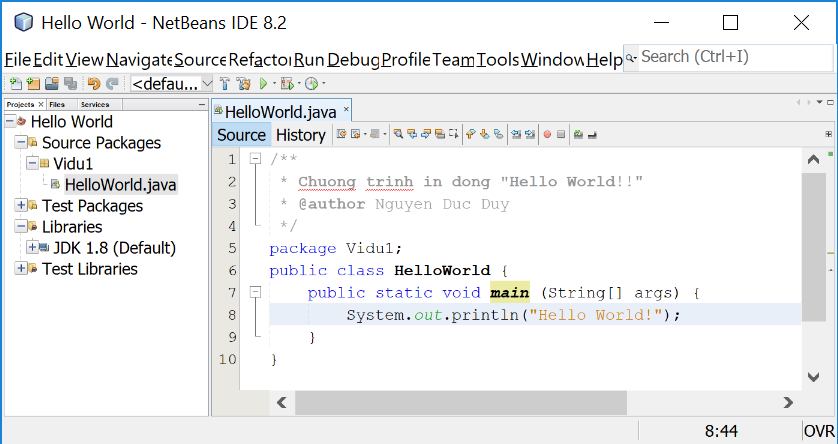 Hello World - NetBeans IDE 8.2
File Edit View Navigate Source Refactor Run Debug Profile Team Tools Window Help Search (Ctrl+I)
<defau...
Projects × Files Services
HelloWorld.java ×
Hello World
Source Packages
Vidu1
HelloWorld.java
Test Packages
Libraries
JDK 1.8 (Default)
Test Libraries
Source History
1 /**
2 * Chuong trinh in dong "Hello World!!"
3 * @author Nguyen Duc Duy
4 */
5 package Vidu1;
6 public class HelloWorld {
7 public static void main (String[] args) {
8 System.out.println("Hello World!");
9 }
10 }
8:44 OVR